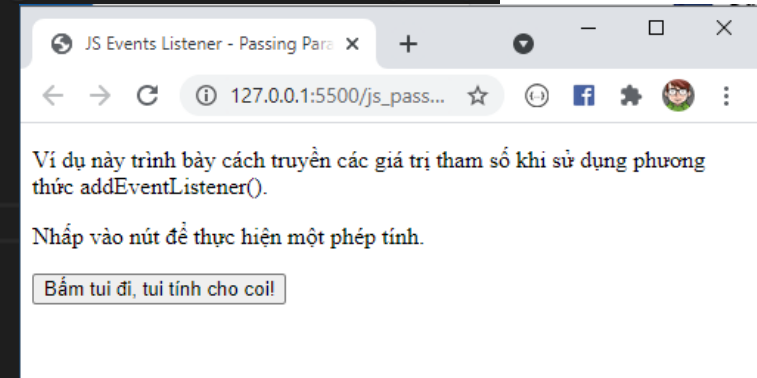 JS Events Listener - Passing Para
127.0.0.1:5500/js_pass...
Ví dụ này trình bày cách truyền các giá trị tham số khi sử dụng phương
thức addEventListener().
Nhấp vào nút để thực hiện một phép tính.
Bấm tui đi, tui tính cho coi!